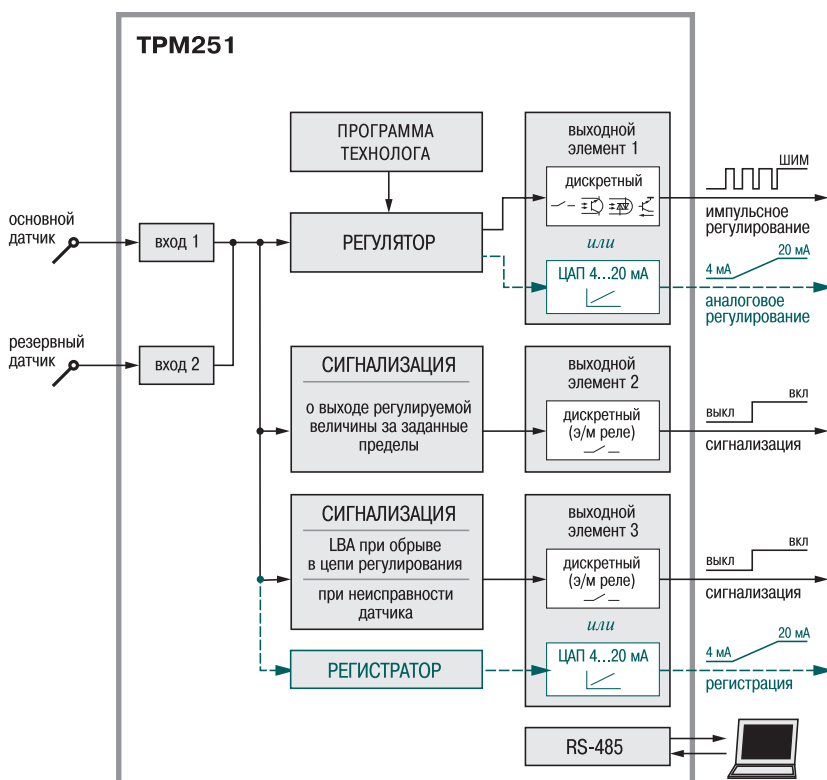 ТРМ251
ПРОГРАММА
ТЕХНОЛОГА
выходной
элемент 1
дискретный
ШИМ
импульсное
регулирование
основной
датчик
вход 1
РЕГУЛЯТОР
или
ЦАП 4...20 мА
4 мА
20 мА
аналоговое
регулирование
резервный
датчик
вход 2
СИГНАЛИЗАЦИЯ
о выходе регулируемой
величины за заданные
пределы
выходной
элемент 2
дискретный
(э/м реле)
выкл
вкл
сигнализация
СИГНАЛИЗАЦИЯ
LBA при обрыве
в цепи регулирования
при неисправности
датчика
выходной
элемент 3
дискретный
(э/м реле)
выкл
вкл
сигнализация
или
РЕГИСТРАТОР
ЦАП 4...20 мА
4 мА
20 мА
регистрация
RS-485